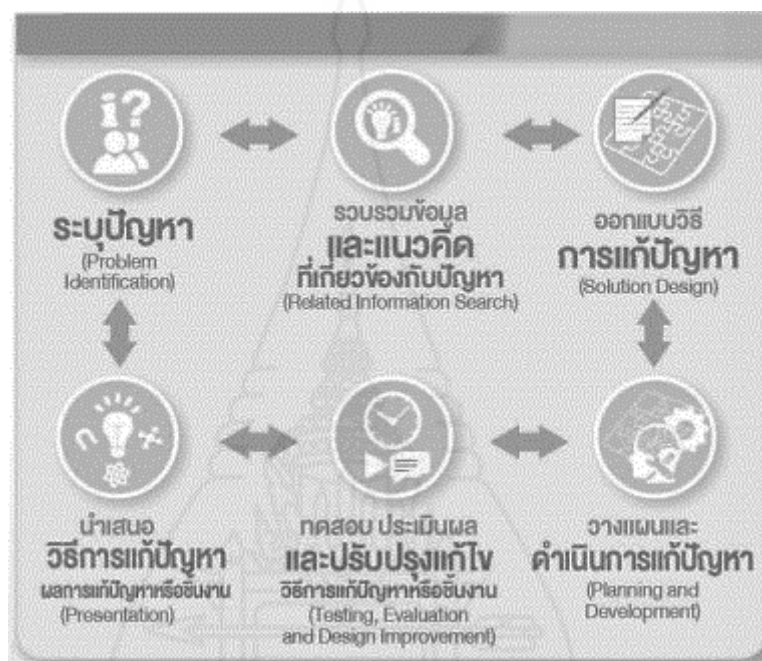 i?
ระบุปัญหา
(Problem
Identification)
รวบรวมข้อมูล
และแนวคิด
ที่เกี่ยวข้องกับปัญหา
(Related Information Search)
ออกแบบวิธี
การแก้ปัญหา
(Solution Design)
นำเสนอ
วิธีการแก้ปัญหา
ผลการแก้ปัญหาหรือชิ้นงาน
(Presentation)
ทดสอบ ประเมินผล
และปรับปรุงแก้ไข
วิธีการแก้ปัญหาหรือชิ้นงาน
(Testing, Evaluation
and Design Improvement)
วางแผนและ
ดำเนินการแก้ปัญหา
(Planning and
Development)